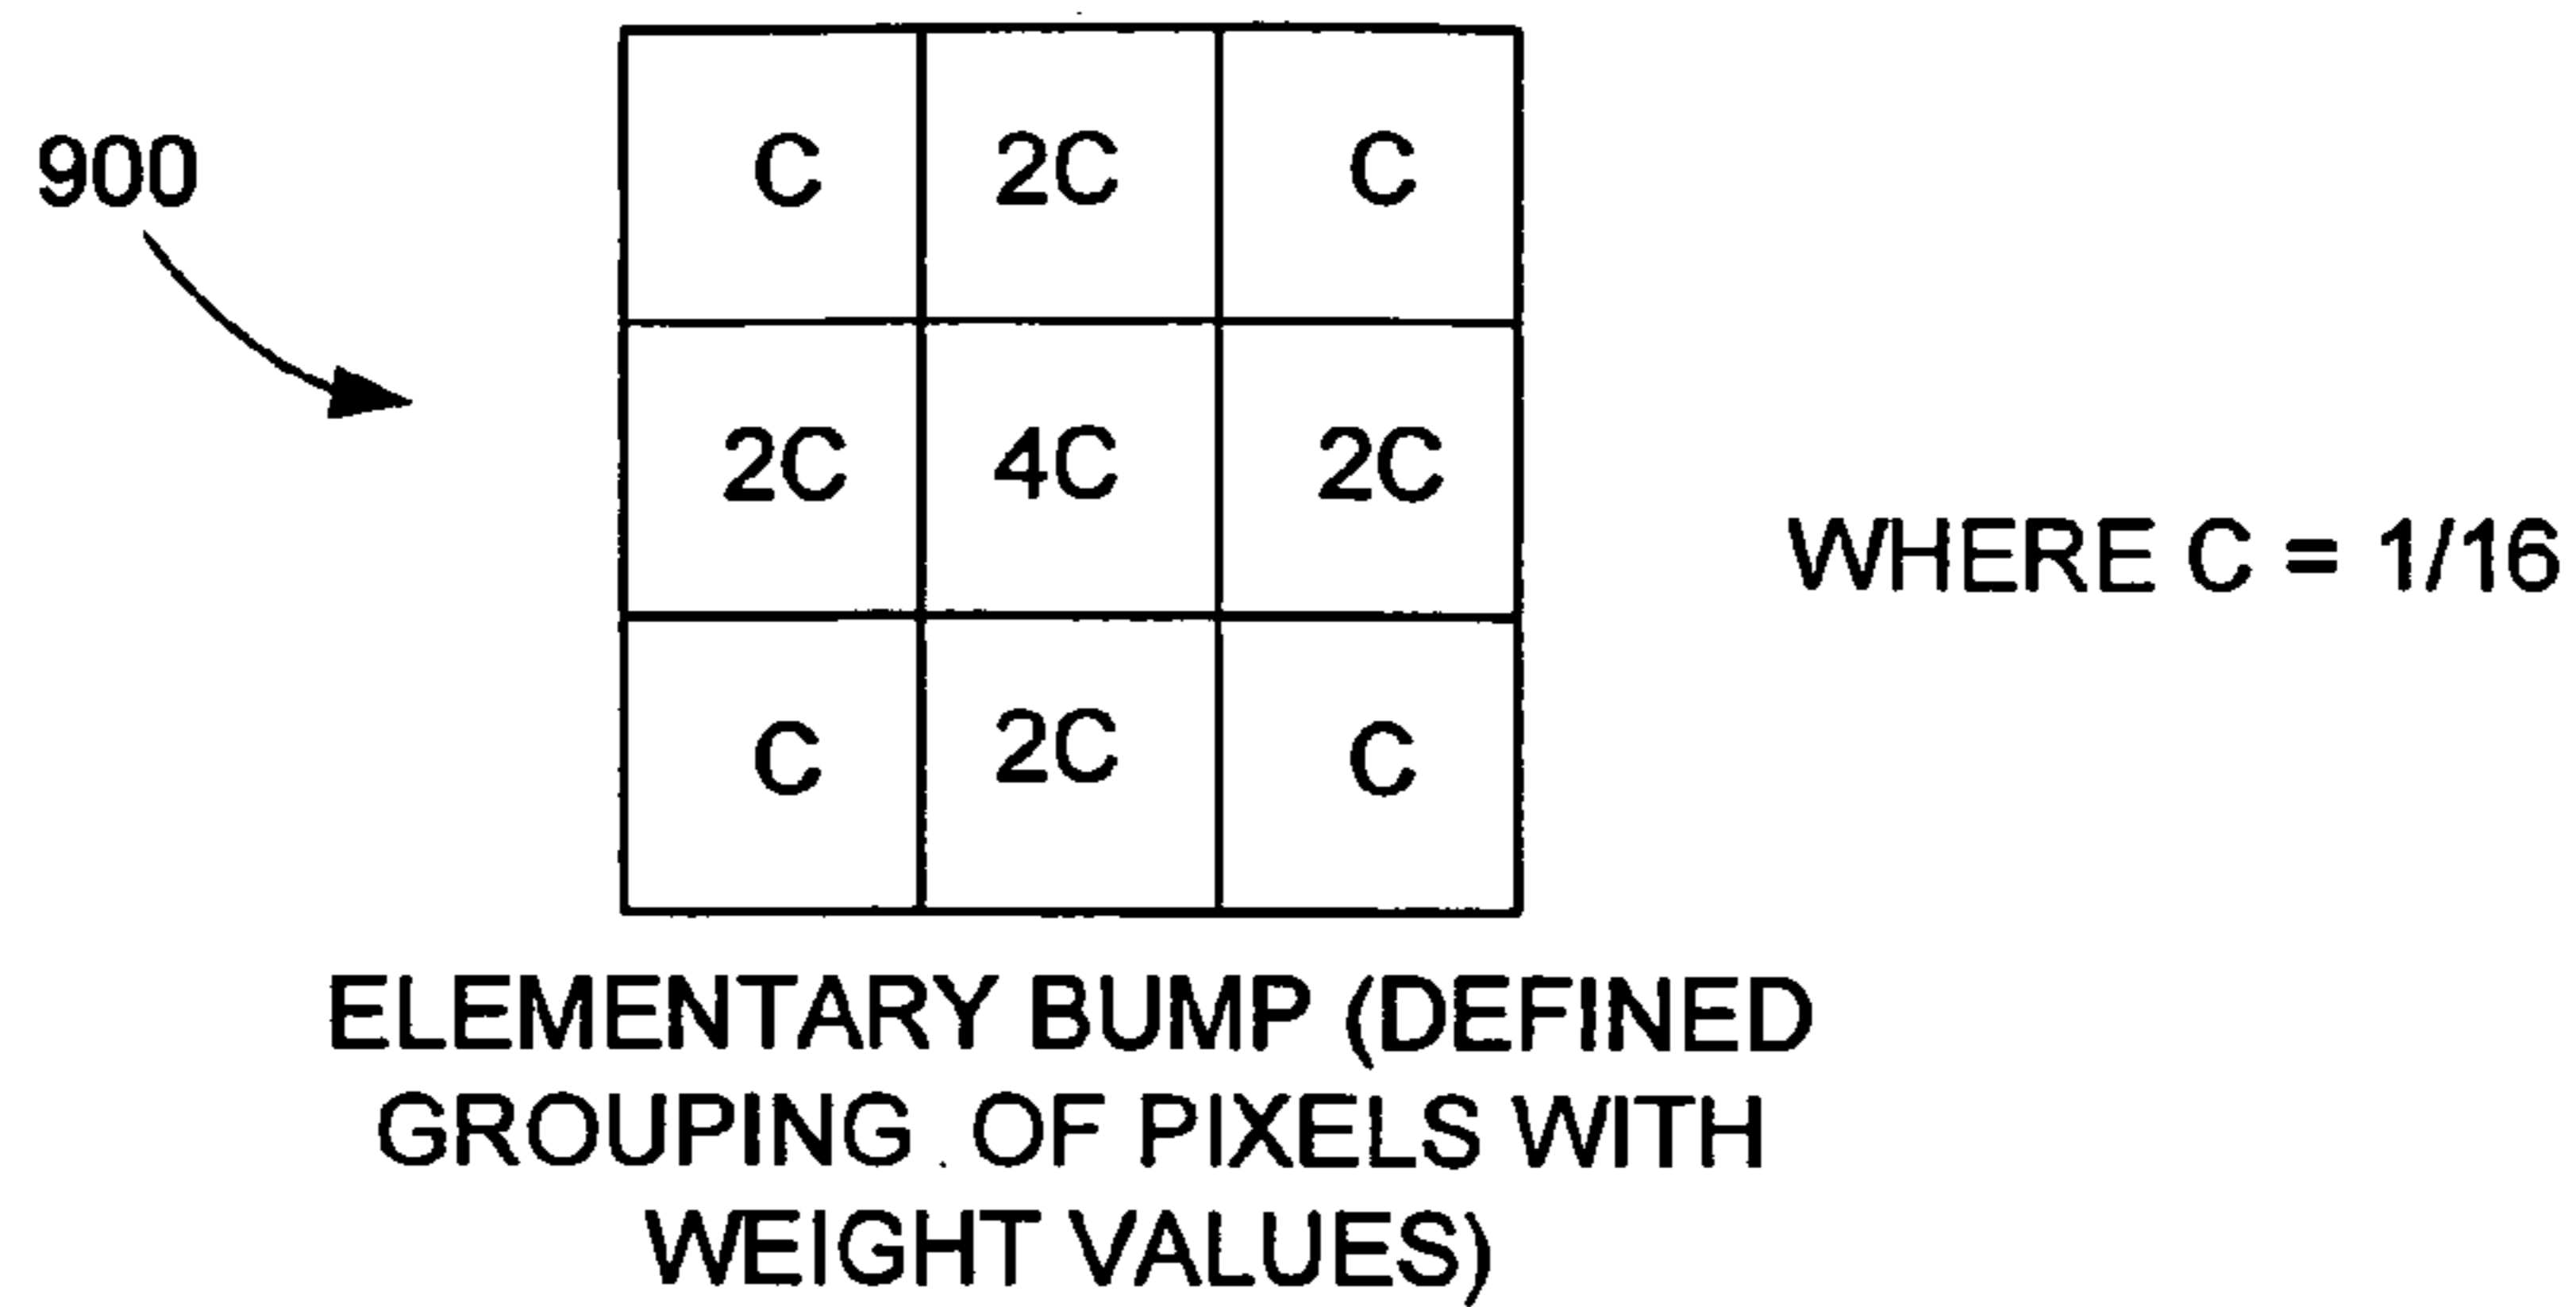 900
C 2C C
2C 4C 2C
WHERE C = 1/16
C 2C C
ELEMENTARY BUMP (DEFINED
GROUPING OF PIXELS WITH
WEIGHT VALUES)